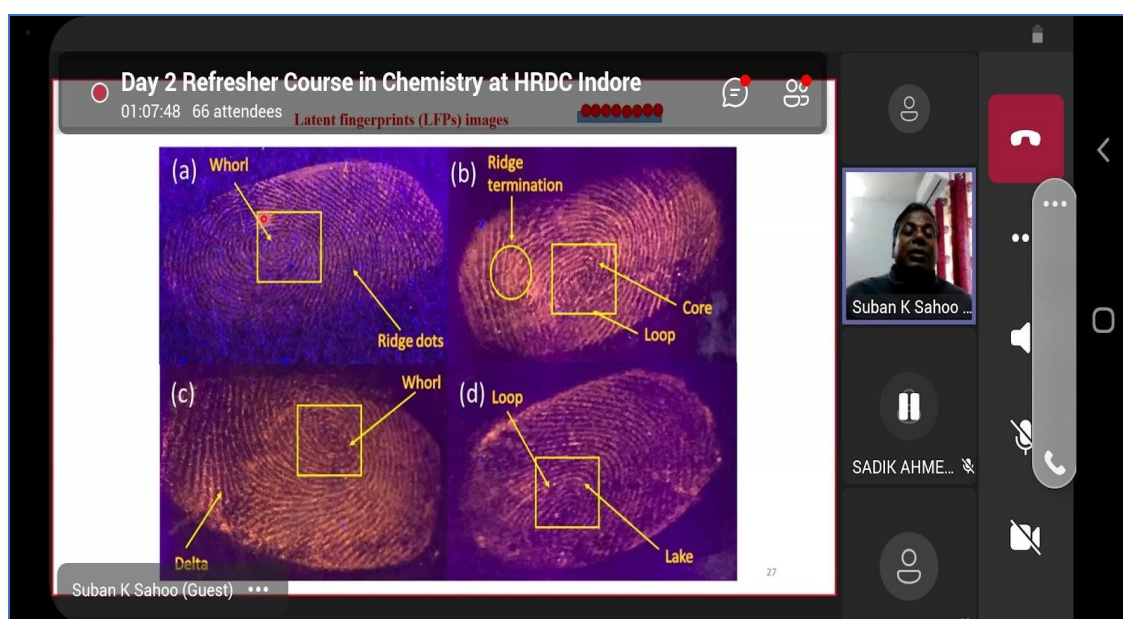 Day 2 Refresher Course in Chemistry at HRDC Indore
01:07:48 66 attendees
Latent fingerprints (LFPs) images
(a)
Whorl
Ridge dots
(b)
Ridge
termination
Core
Loop
(c)
Whorl
Delta
(d)
Loop
Lake
27
Suban K Sahoo (Guest) •••
Suban K Sahoo ...
SADIK AHME...